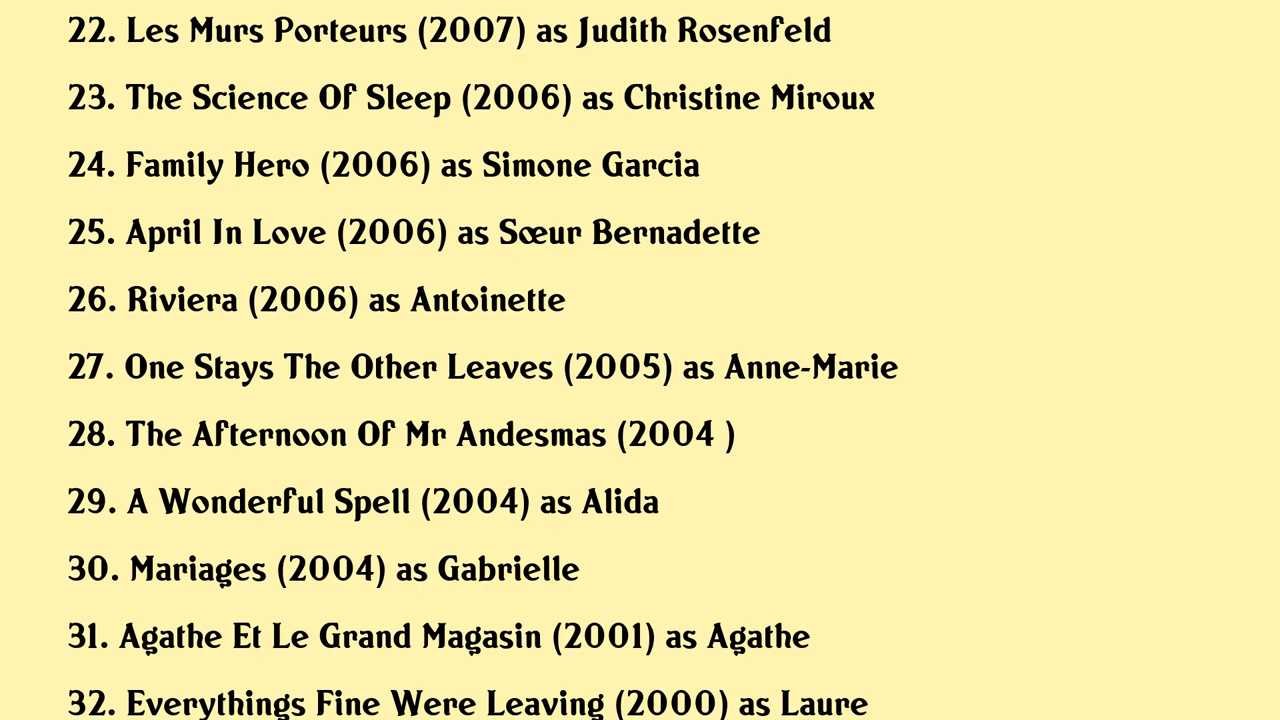 22. Les Murs Porteurs (2007) as Judith Rosenfeld
23. The Science Of Sleep (2006) as Christine Miroux
24. Family Hero (2006) as Simone Garcia
25. April In Love (2006) as Sœur Bernadette
26. Riviera (2006) as Antoinette
27. One Stays The Other Leaves (2005) as Anne-Marie
28. The Afternoon Of Mr Andesmas (2004 )
29. A Wonderful Spell (2004) as Alida
30. Mariages (2004) as Gabrielle
31. Agathe Et Le Grand Magasin (2001) as Agathe
32. Everythings Fine Were Leaving (2000) as Laure